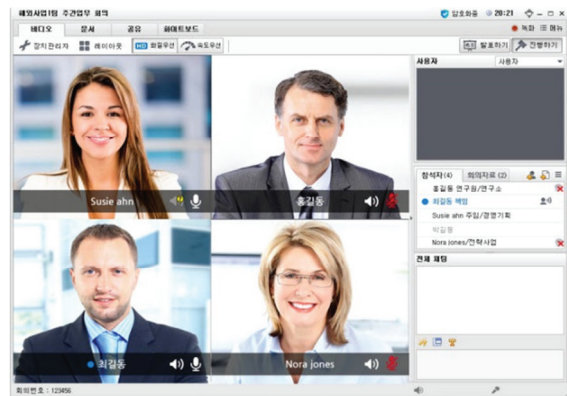 해외사업1팀 주간업무 회의
암호화중 20:21
비디오 문서 공유 화이트보드
녹화 메뉴
장치관리자 레이아웃 HD 화질우선 속도우선
발표하기 진행하기
사용자 사용자
Susie ahn
홍길동
최길동
Nora jones
참석자(4) 회의자료 (2)
홍길동 연구원/연구소
최길동 책임
Susie ahn 주임/경영기획
박길동
Nora jones/전략사업
전체 채팅
회의번호 : 123456